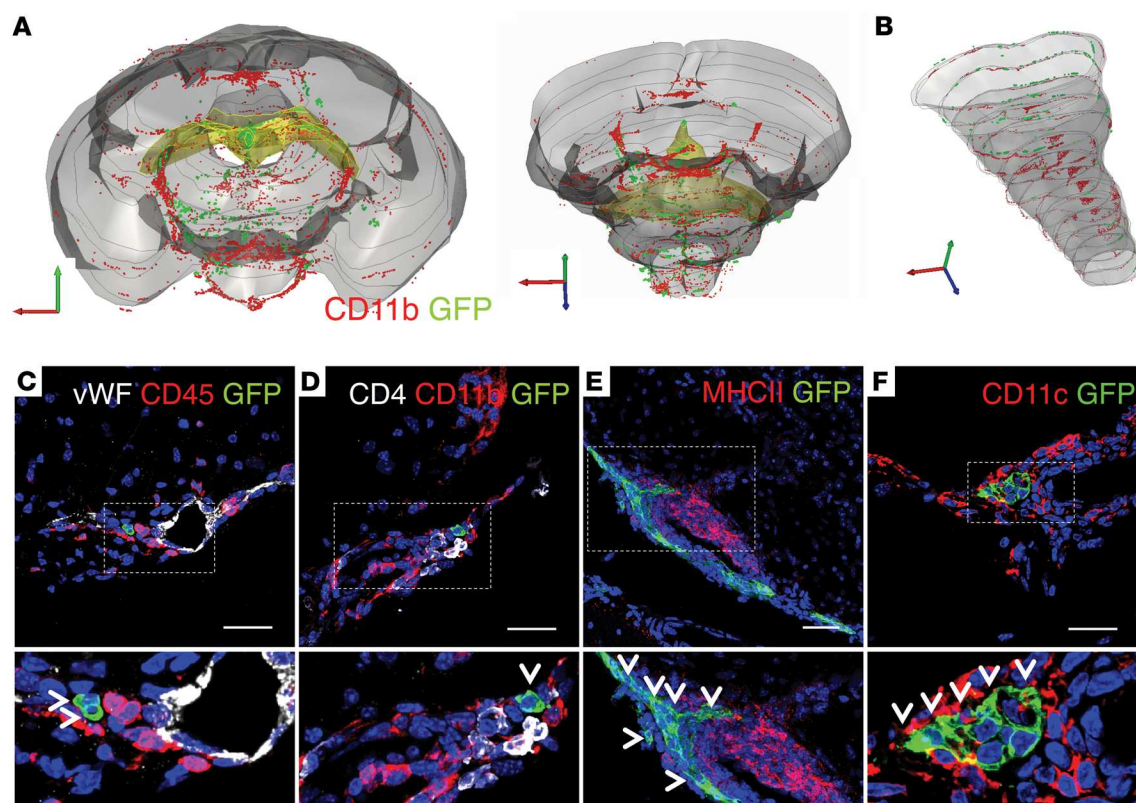 A
B
CD11b GFP
C
vWF CD45 GFP
D
CD4 CD11b GFP
E
MHCII GFP
F
CD11c GFP